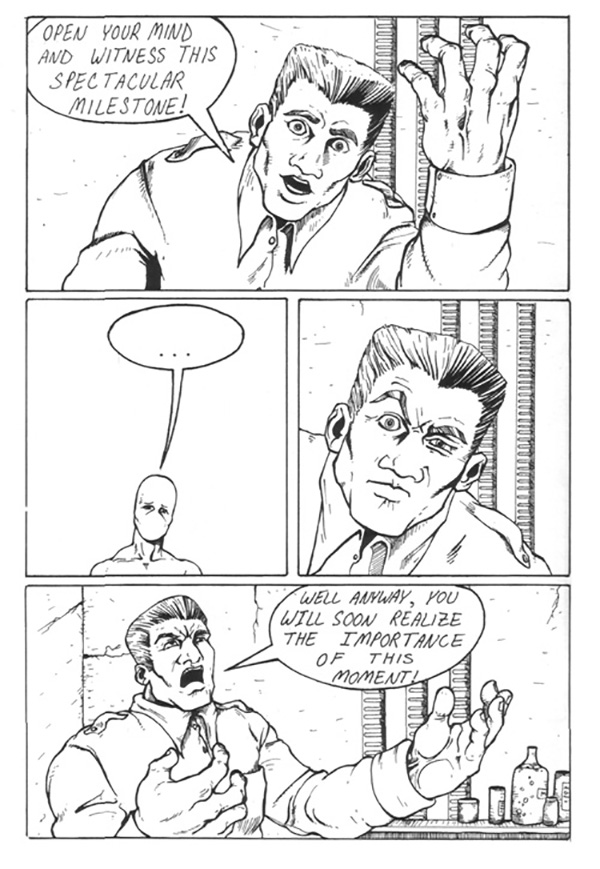 OPEN YOUR MIND
AND WITNESS THIS
SPECTACULAR
MILESTONE!
...
WELL ANYWAY, YOU
WILL SOON REALIZE
THE IMPORTANCE
OF THIS
MOMENT!